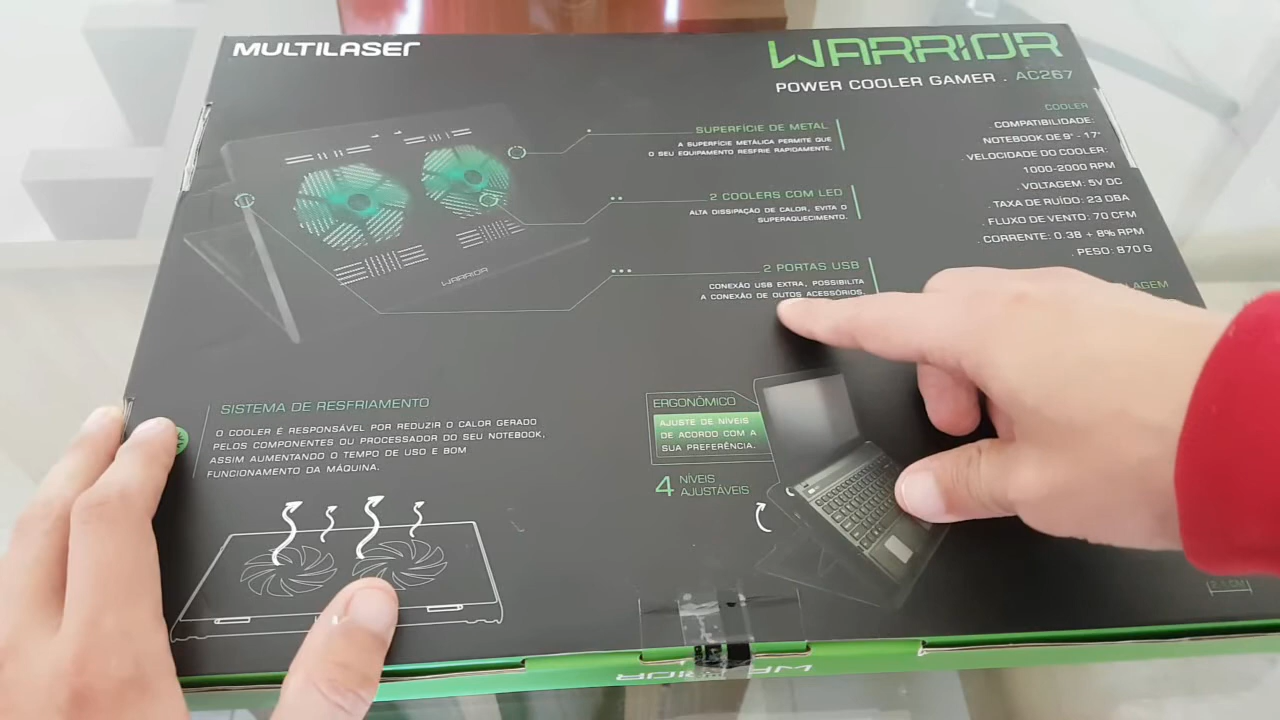 MULTILASER
WARRIOR
POWER COOLER GAMER . AC267
SUPERFÍCIE DE METAL
A SUPERFÍCIE METÁLICA PERMITE QUE
O SEU EQUIPAMENTO RESFRIE RAPIDAMENTE.
2 COOLERS COM LED
ALTA DISSIPAÇÃO DE CALOR, EVITA O
SUPERAQUECIMENTO.
2 PORTAS USB
CONEXÃO USB EXTRA, POSSIBILITA
A CONEXÃO DE OUTOS ACESSÓRIOS.
COOLER
. COMPATIBILIDADE:
NOTEBOOK DE 9" - 17"
. VELOCIDADE DO COOLER:
1000-2000 RPM
. VOLTAGEM: 5V DC
. TAXA DE RUÍDO: 23 DBA
. FLUXO DE VENTO: 70 CFM
. CORRENTE: 0.38 + 8% RPM
. PESO: 870 G
WARRIOR
SISTEMA DE RESFRIAMENTO
O COOLER É RESPONSÁVEL POR REDUZIR O CALOR GERADO
PELOS COMPONENTES OU PROCESSADOR DO SEU NOTEBOOK,
ASSIM AUMENTANDO O TEMPO DE USO E BOM
FUNCIONAMENTO DA MÁQUINA.
ERGONÔMICO
AJUSTE DE NÍVEIS
DE ACORDO COM A
SUA PREFERÊNCIA.
4 NÍVEIS
AJUSTÁVEIS